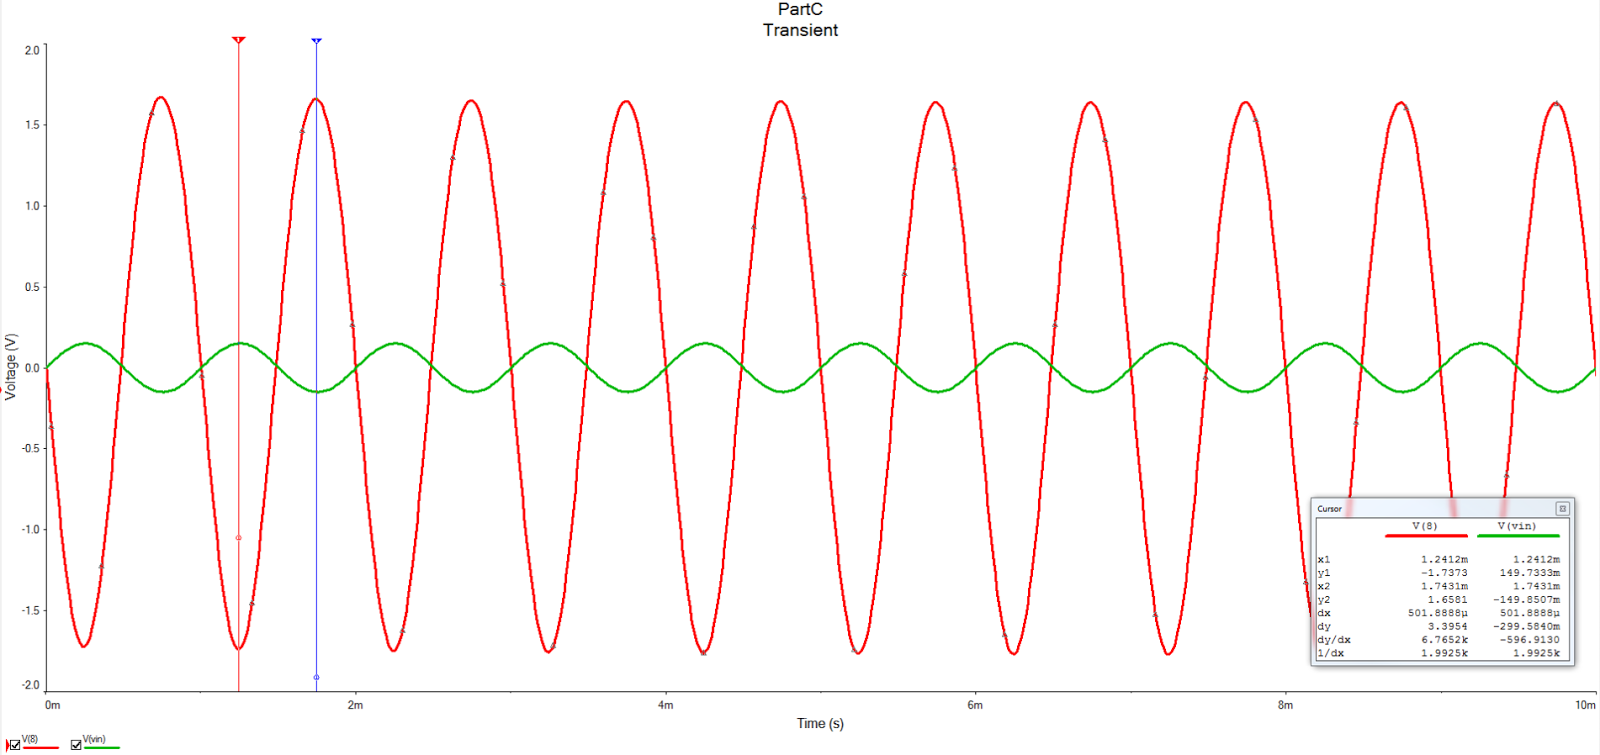 PartC
Transient
2.0
1.5
1.0
0.5
0.0
-0.5
-1.0
-1.5
-2.0
Voltage (V)
0m 2m 4m 6m 8m 10m
Time (s)
Cursor
V(8) V(vin)
x1 1.2412m 1.2412m
y1 -1.7373 149.7333m
x2 1.7431m 1.7431m
y2 1.6581 -149.8507m
dx 501.8888µ 501.8888µ
dy 3.3954 -299.5840m
dy/dx 6.7652k -596.9130
1/dx 1.9925k 1.9925k
V(8) V(vin)